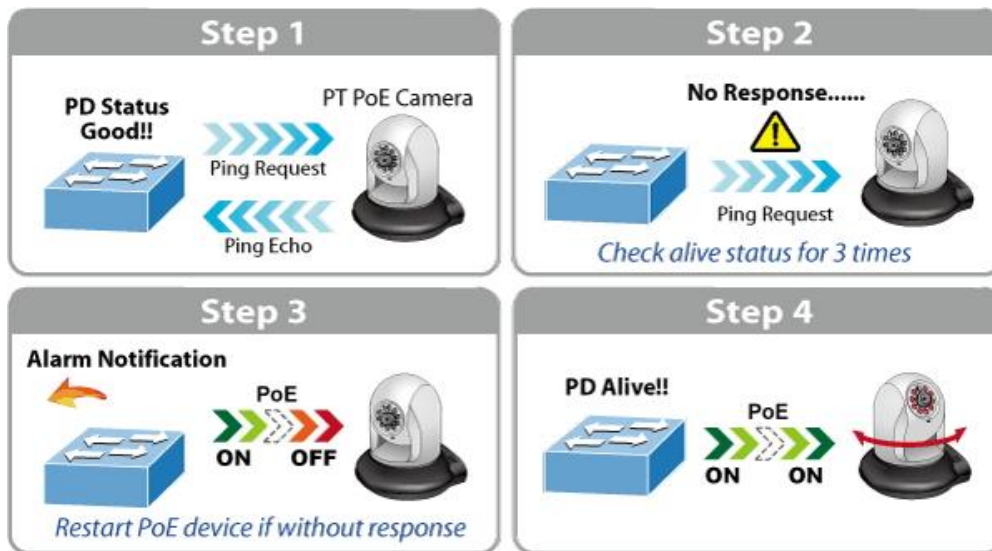 Step 1
PD Status
Good!!
PT PoE Camera
Ping Request
Ping Echo
Step 2
No Response......
Ping Request
Check alive status for 3 times
Step 3
Alarm Notification
PoE
ON OFF
Restart PoE device if without response
Step 4
PD Alive!!
PoE
ON ON